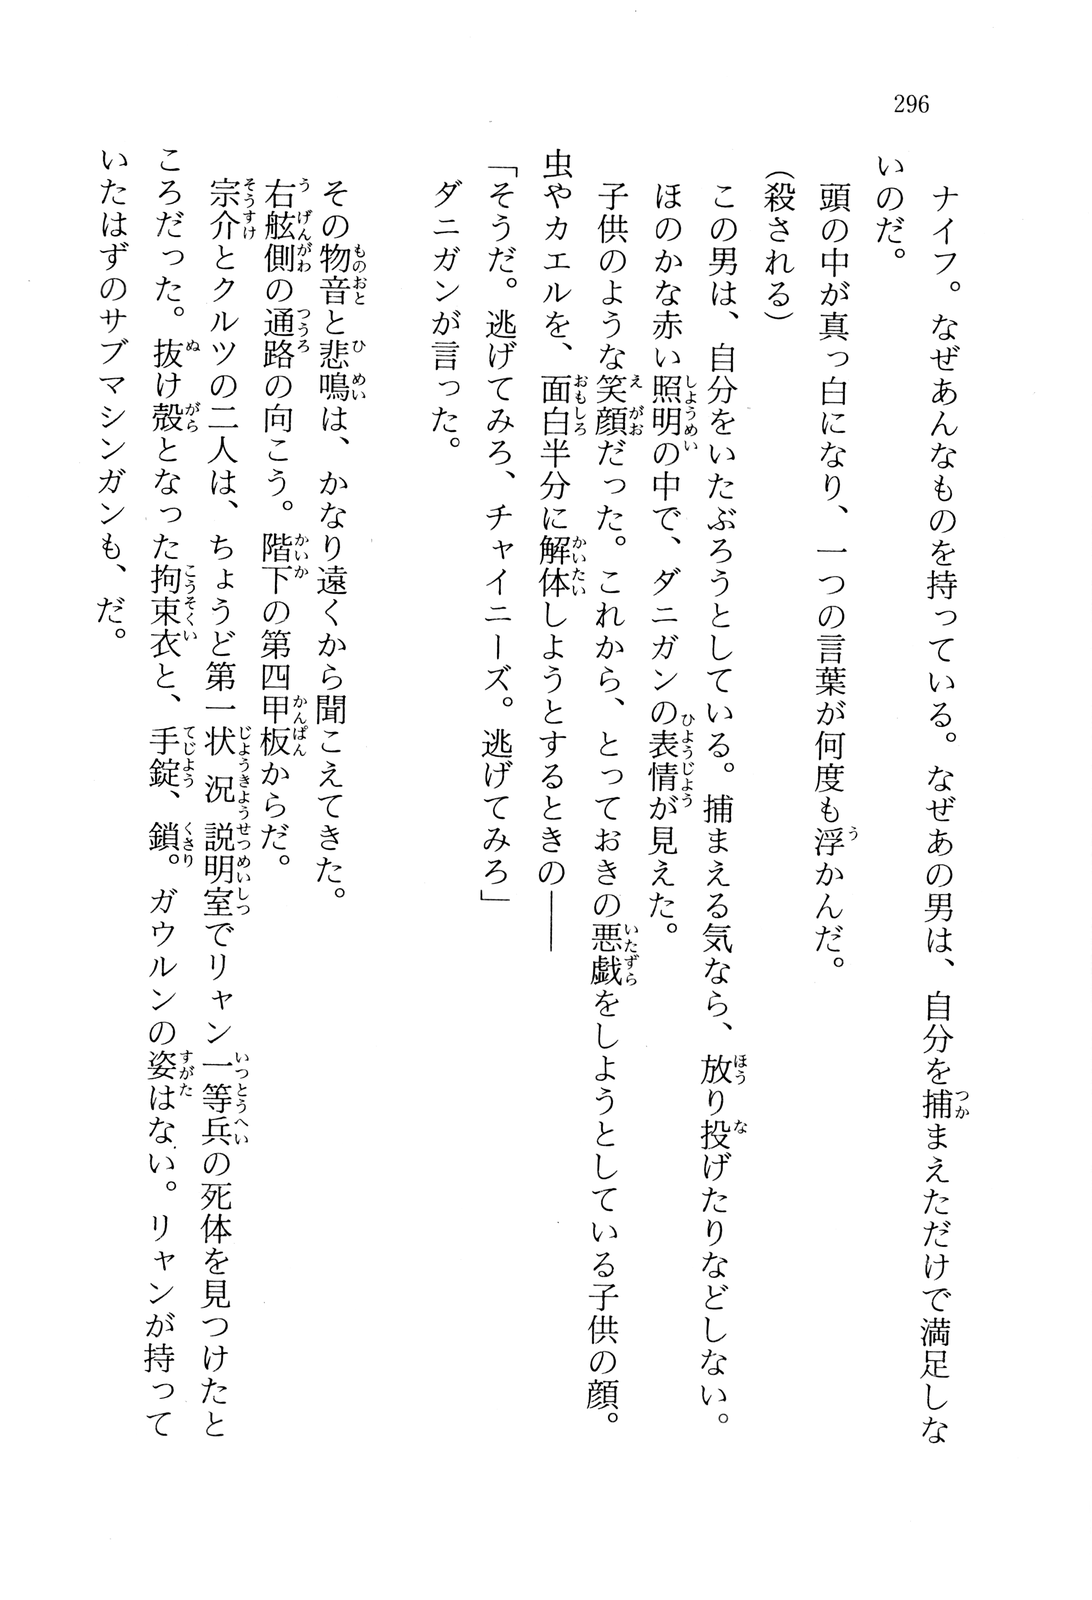 296
ナイフ。なぜあんなものを持っている。なぜあの男は、自分を捕まえただけで満足しな
いのだ。
頭の中が真っ白になり、一つの言葉が何度も浮かんだ。
（殺される）
この男は、自分をいたぶろうとしている。捕まえる気なら、放り投げたりなどしない。
ほのかな赤い照明の中で、ダニガンの表情が見えた。
子供のような笑顔だった。これから、とっておきの悪戯をしようとしている子供の顔。
虫やカエルを、面白半分に解体しようとするときの――
「そうだ。逃げてみろ、チャイニーズ。逃げてみろ」
ダニガンが言った。
その物音と悲鳴は、かなり遠くから聞こえてきた。
右舷側の通路の向こう。階下の第四甲板からだ。
宗介とクルツの二人は、ちょうど第一状況説明室でリャン一等兵の死体を見つけたと
ころだった。抜け殻となった拘束衣と、手錠、鎖。ガウルンの姿はない。リャンが持って
いたはずのサブマシンガンも、だ。